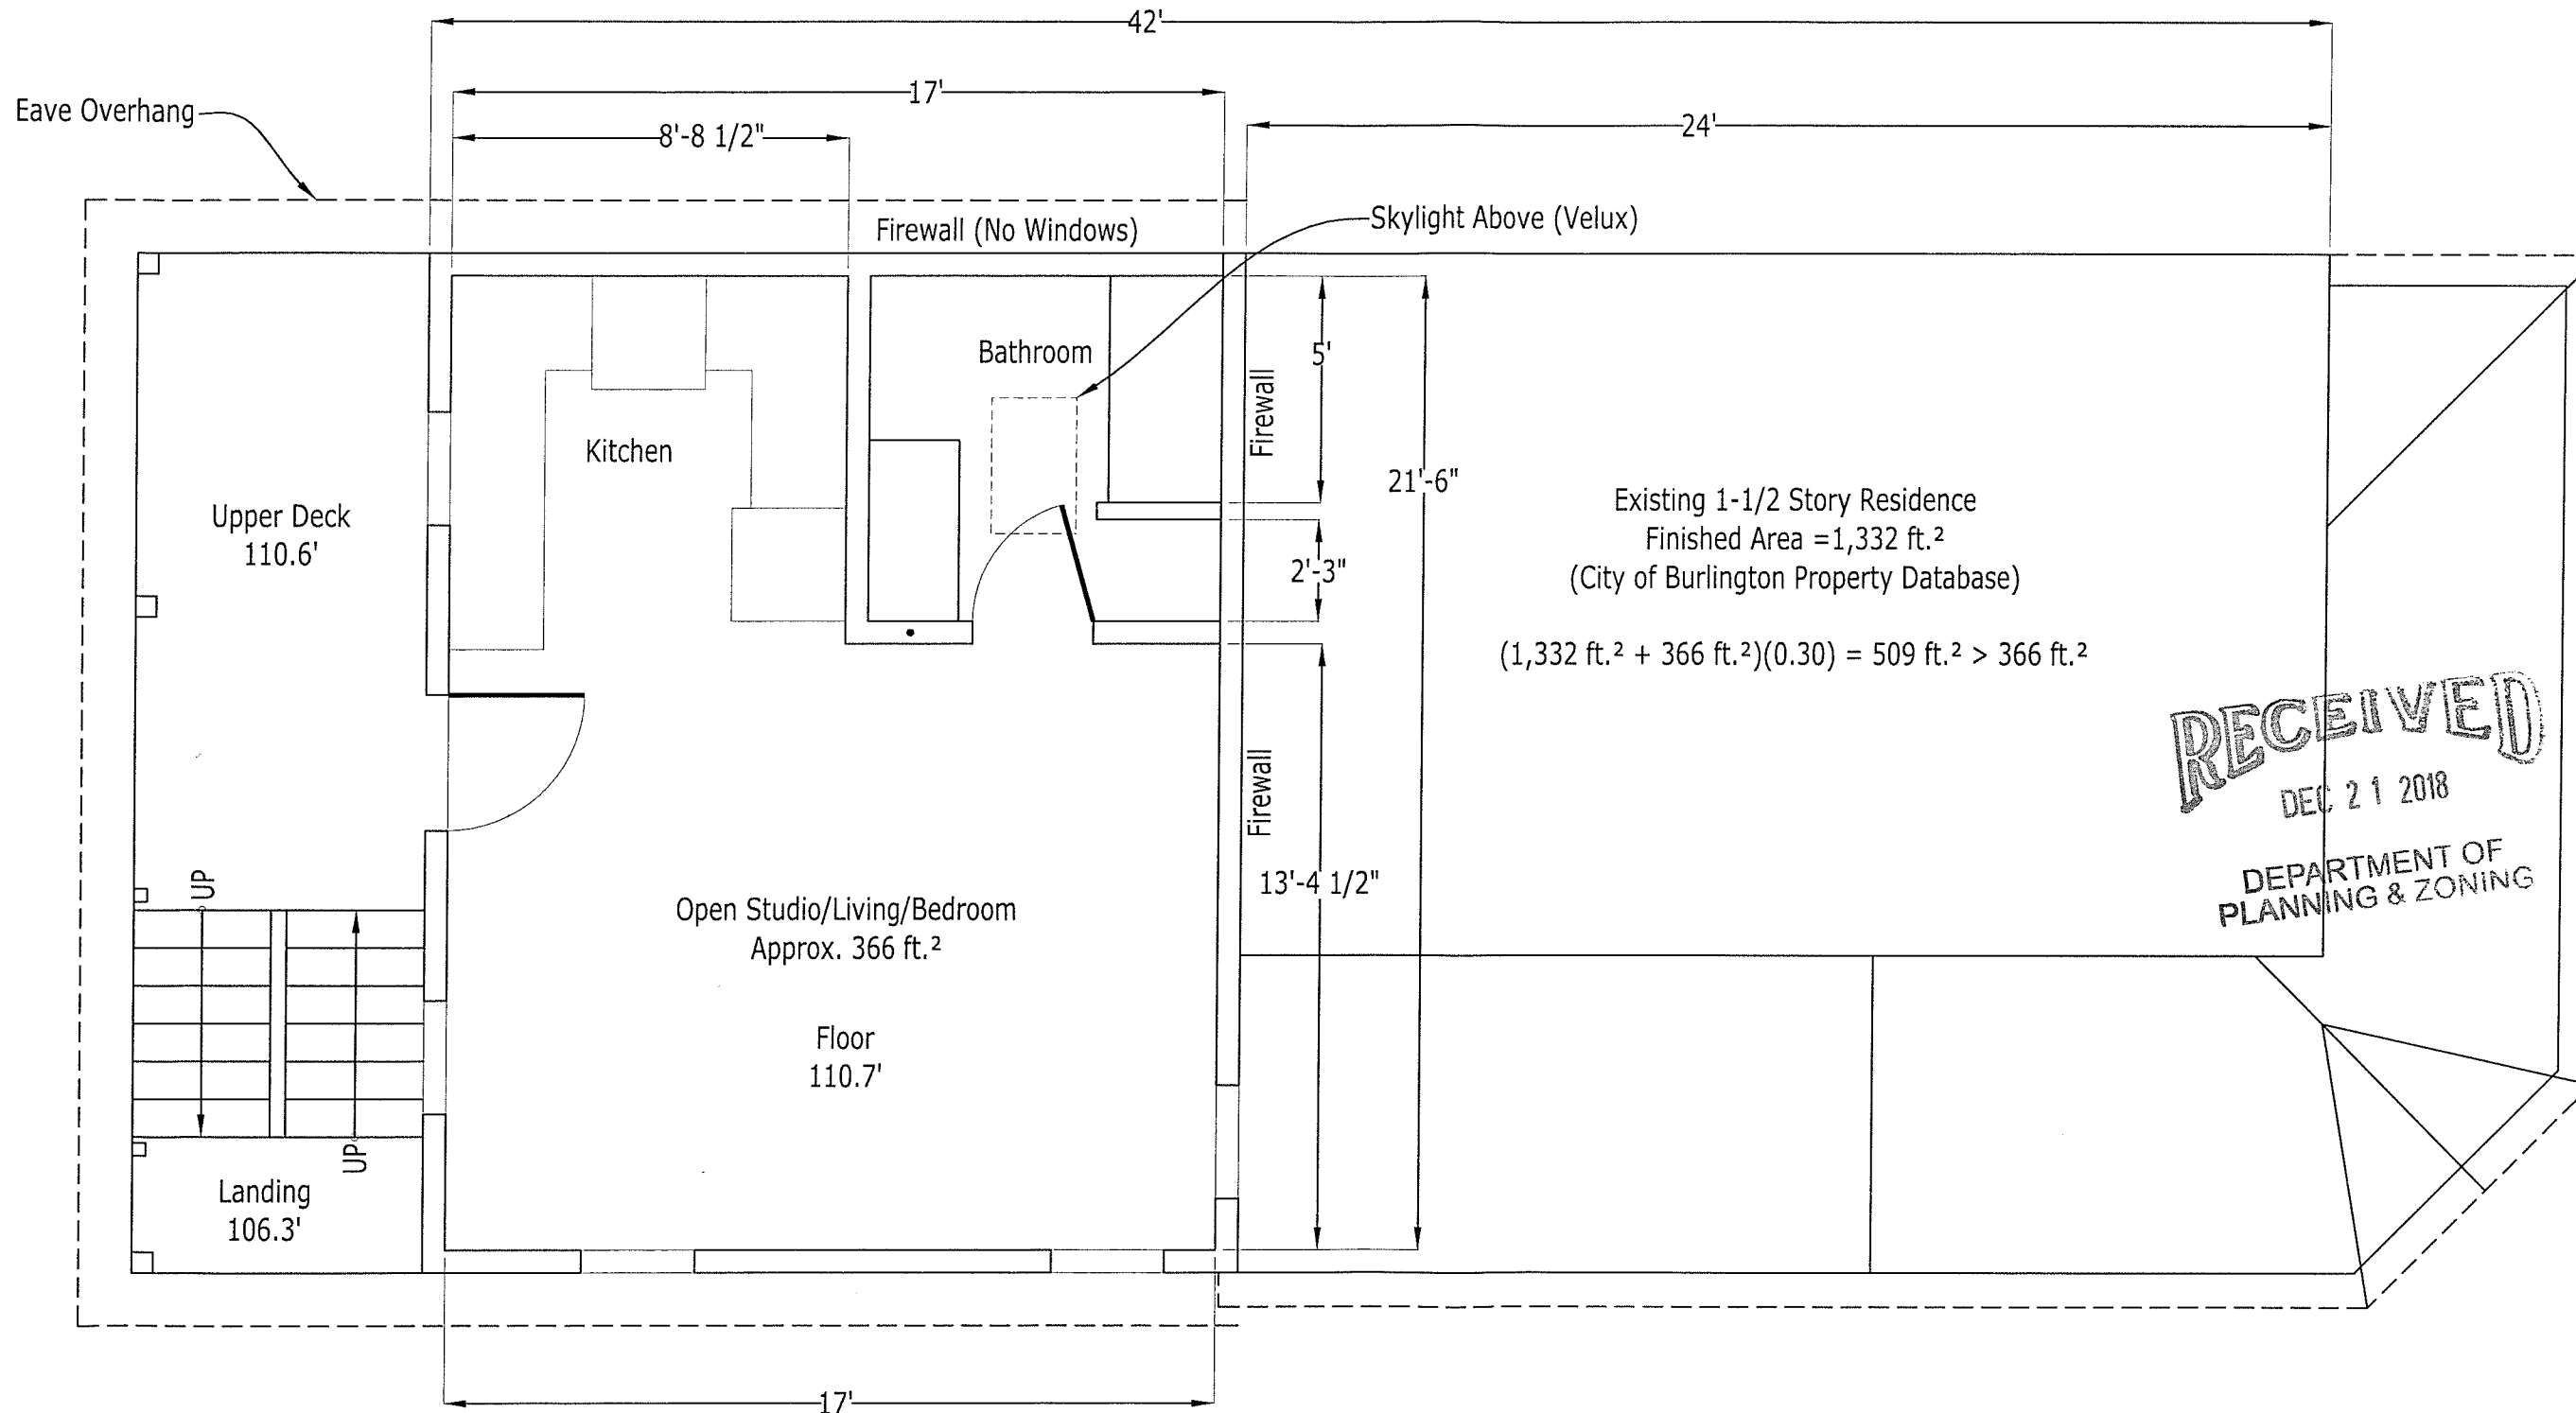 42'
17'
Eave Overhang
8'-8 1/2"
24'
Firewall (No Windows)
Skylight Above (Velux)
Bathroom
5'
Firewall
Kitchen
21'-6"
Upper Deck
110.6'
2'-3"
Existing 1-1/2 Story Residence
Finished Area =1,332 ft.²
(City of Burlington Property Database)
(1,332 ft.² + 366 ft.²)(0.30) = 509 ft.² > 366 ft.²
RECEIVED
DEC 21 2018
DEPARTMENT OF
PLANNING & ZONING
Firewall
13'-4 1/2"
UP
Open Studio/Living/Bedroom
Approx. 366 ft.²
Floor
110.7'
UP
Landing
106.3'
17'